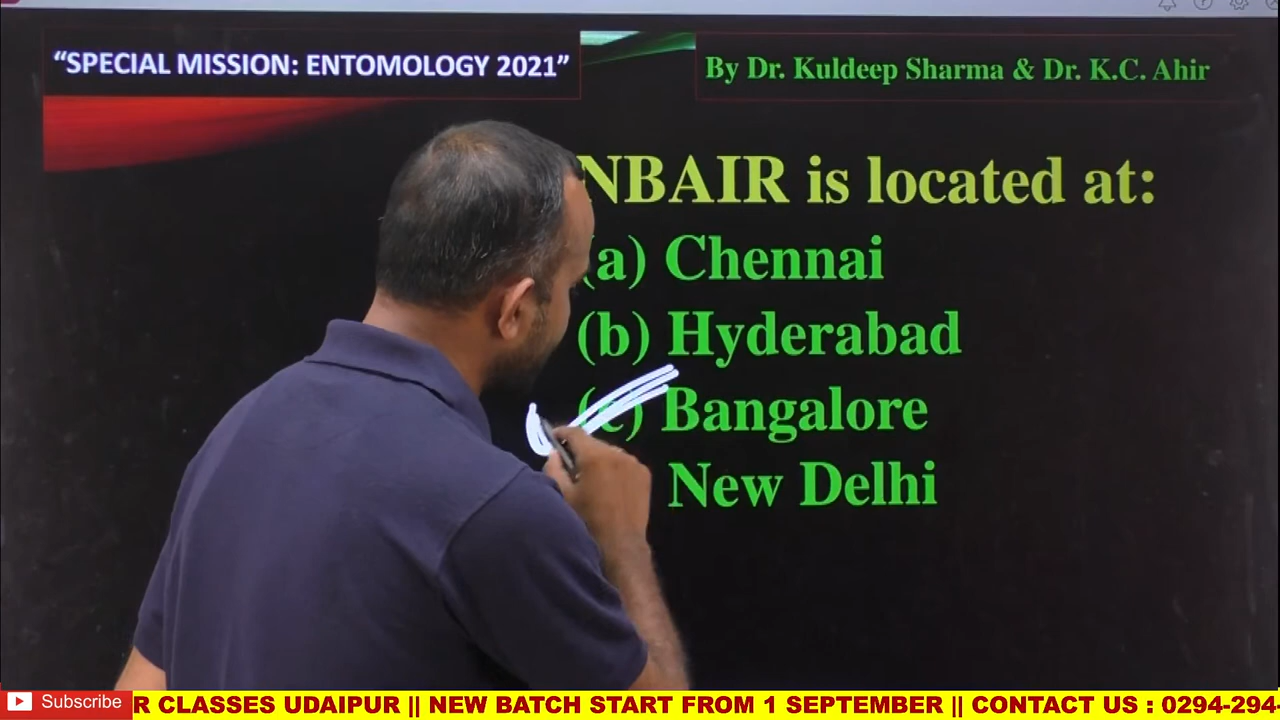 “SPECIAL MISSION: ENTOMOLOGY 2021”
By Dr. Kuldeep Sharma & Dr. K.C. Ahir
NBAIR is located at:
(a) Chennai
(b) Hyderabad
(c) Bangalore
New Delhi
Subscribe
R CLASSES UDAIPUR || NEW BATCH START FROM 1 SEPTEMBER || CONTACT US : 0294-294-